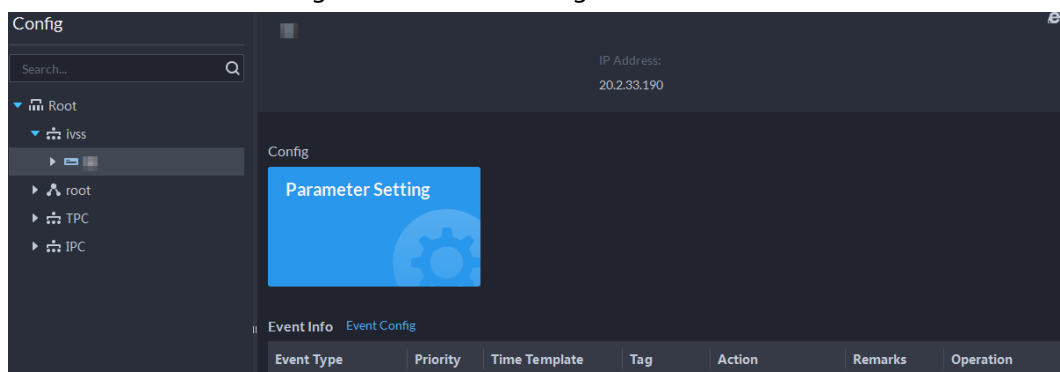 Config
Search...
Root
ivss
root
TPC
IPC
IP Address:
20.2.33.190
Config
Parameter Setting
Event Info Event Config
Event Type Priority Time Template Tag Action Remarks Operation